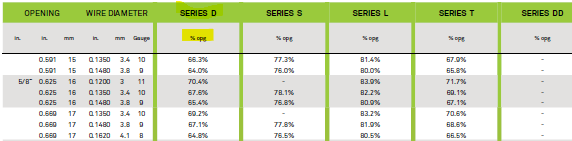 OPENING WIRE DIAMETER SERIES D SERIES S SERIES L SERIES T SERIES DD
in. in. mm in. mm Gauge % opg % opg % opg % opg % opg
0.591 15 0.1350 3.4 10 66.3% 77.3% 81.4% 67.9% -
0.591 15 0.1480 3.8 9 64.0% 76.0% 80.0% 65.8% -
5/8" 0.625 16 0.1200 3 11 70.4% - 83.9% 71.7% -
0.625 16 0.1350 3.4 10 67.6% 78.1% 82.2% 69.1% -
0.625 16 0.1480 3.8 9 65.4% 76.8% 80.9% 67.1% -
0.669 17 0.1350 3.4 10 69.2% - 83.2% 70.6% -
0.669 17 0.1480 3.8 9 67.1% 77.8% 81.9% 68.6% -
0.669 17 0.1620 4.1 8 64.8% 76.5% 80.5% 66.5% -